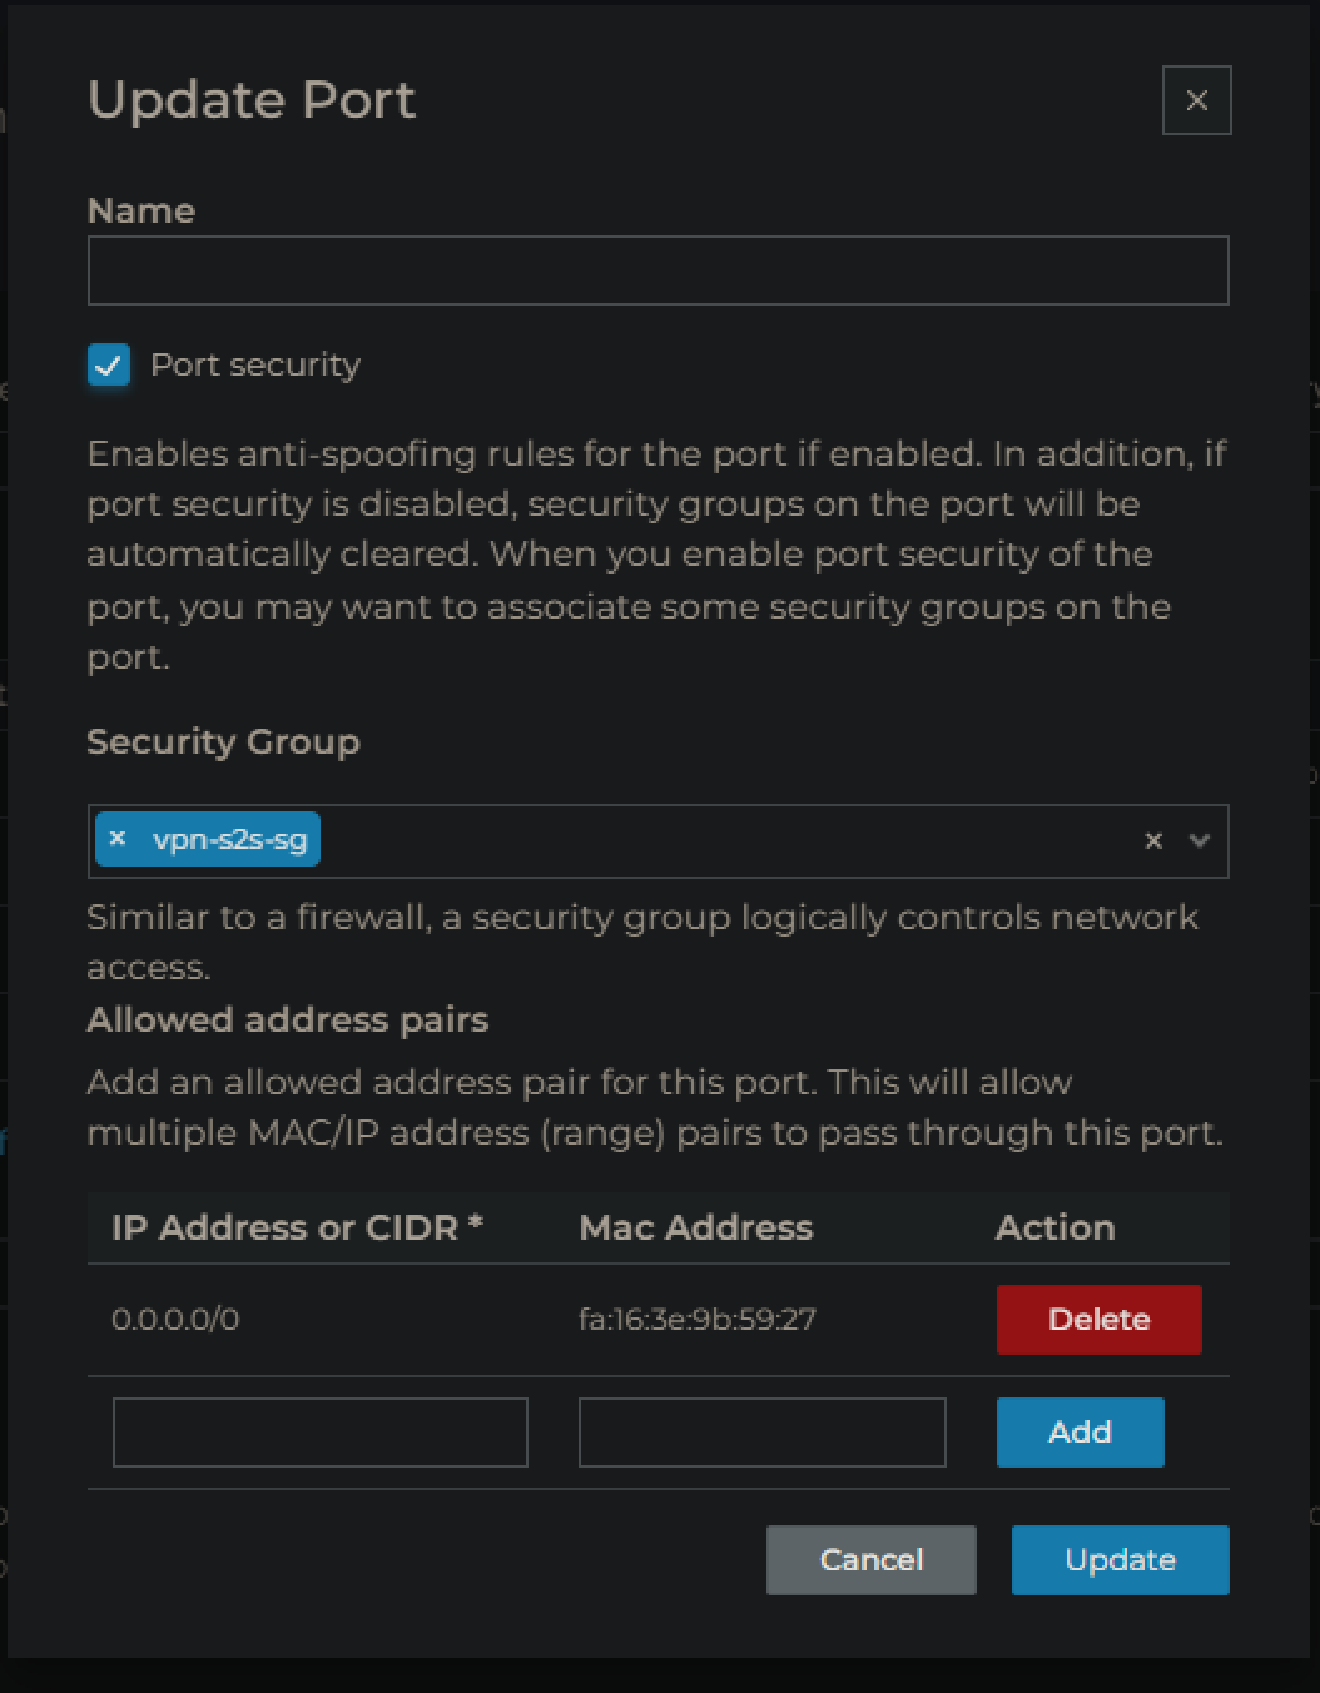 Update Port
Name
Port security
Enables anti-spoofing rules for the port if enabled. In addition, if
port security is disabled, security groups on the port will be
automatically cleared. When you enable port security of the
port, you may want to associate some security groups on the
port.
Security Group
× vpn-s2s-sg
Similar to a firewall, a security group logically controls network
access.
Allowed address pairs
Add an allowed address pair for this port. This will allow
multiple MAC/IP address (range) pairs to pass through this port.
IP Address or CIDR * Mac Address Action
0.0.0.0/0 fa:16:3e:9b:59:27 Delete
Add
Cancel Update